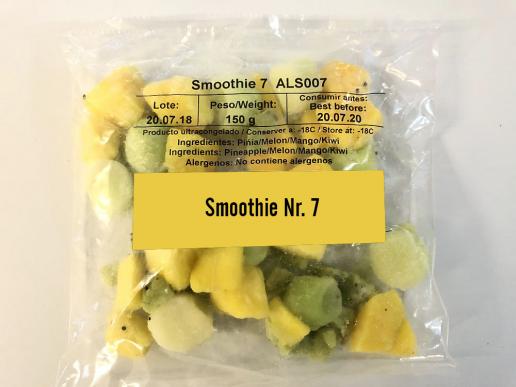 Smoothie 7 ALS007
Lote: Peso/Weight: Consumir antes:
Best before:
20.07.18 150 g 20.07.20
Producto ultracongelado / Conserver a: -18C / Store at: -18C
Ingredientes: Piñia/Melon/Mango/Kiwi
Ingredients: Pineapple/Melon/Mango/Kiwi
Alergenos: No contiene alergenos
Smoothie Nr. 7